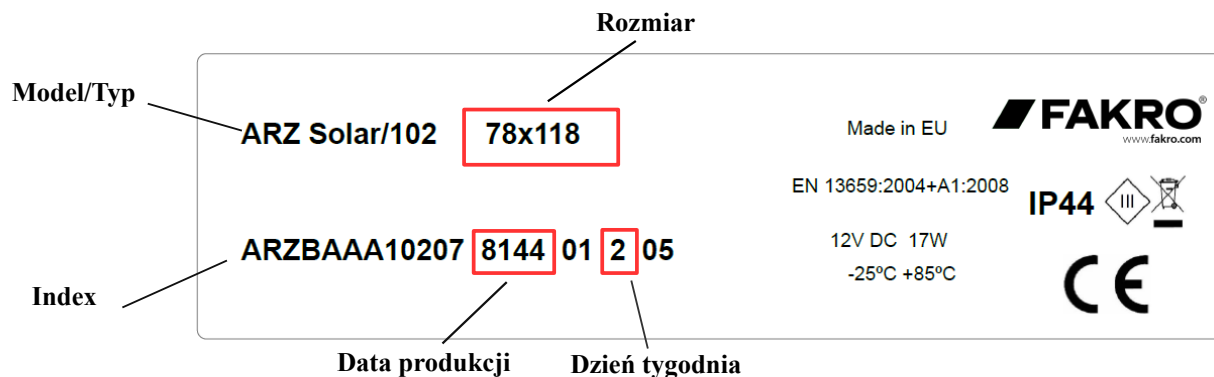 Rozmiar
Model/Typ
ARZ Solar/102 78x118
Made in EU
FAKRO®
www.fakro.com
EN 13659:2004+A1:2008
IP44 III
ARZBAAA10207 8144 01 2 05
12V DC 17W
-25ºC +85ºC
CE
Index
Data produkcji
Dzień tygodnia